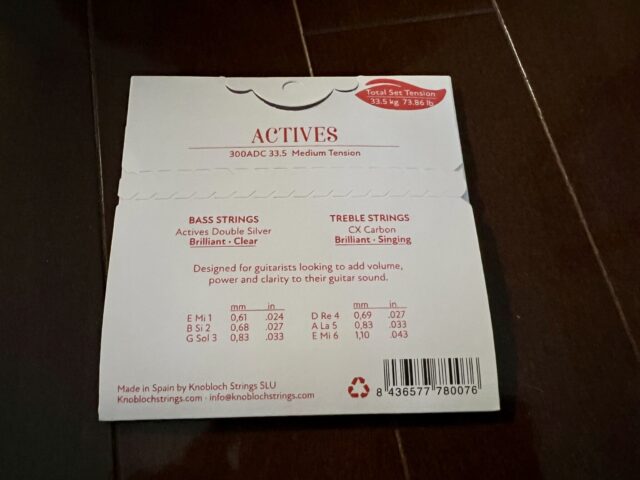 Total Set Tension
33.5 kg 73.86 lb
ACTIVES
300ADC 33.5 Medium Tension
BASS STRINGS
Actives Double Silver
Brilliant · Clear
TREBLE STRINGS
CX Carbon
Brilliant · Singing
Designed for guitarists looking to add volume,
power and clarity to their guitar sound.
mm in
E Mi 1 0,61 .024
B Si 2 0,68 .027
G Sol 3 0,83 .033
mm in
D Re 4 0,69 .027
A La 5 0,83 .033
E Mi 6 1,10 .043
Made in Spain by Knobloch Strings SLU
Knoblochstrings.com · info@knoblochstrings.com
8 436577 780076